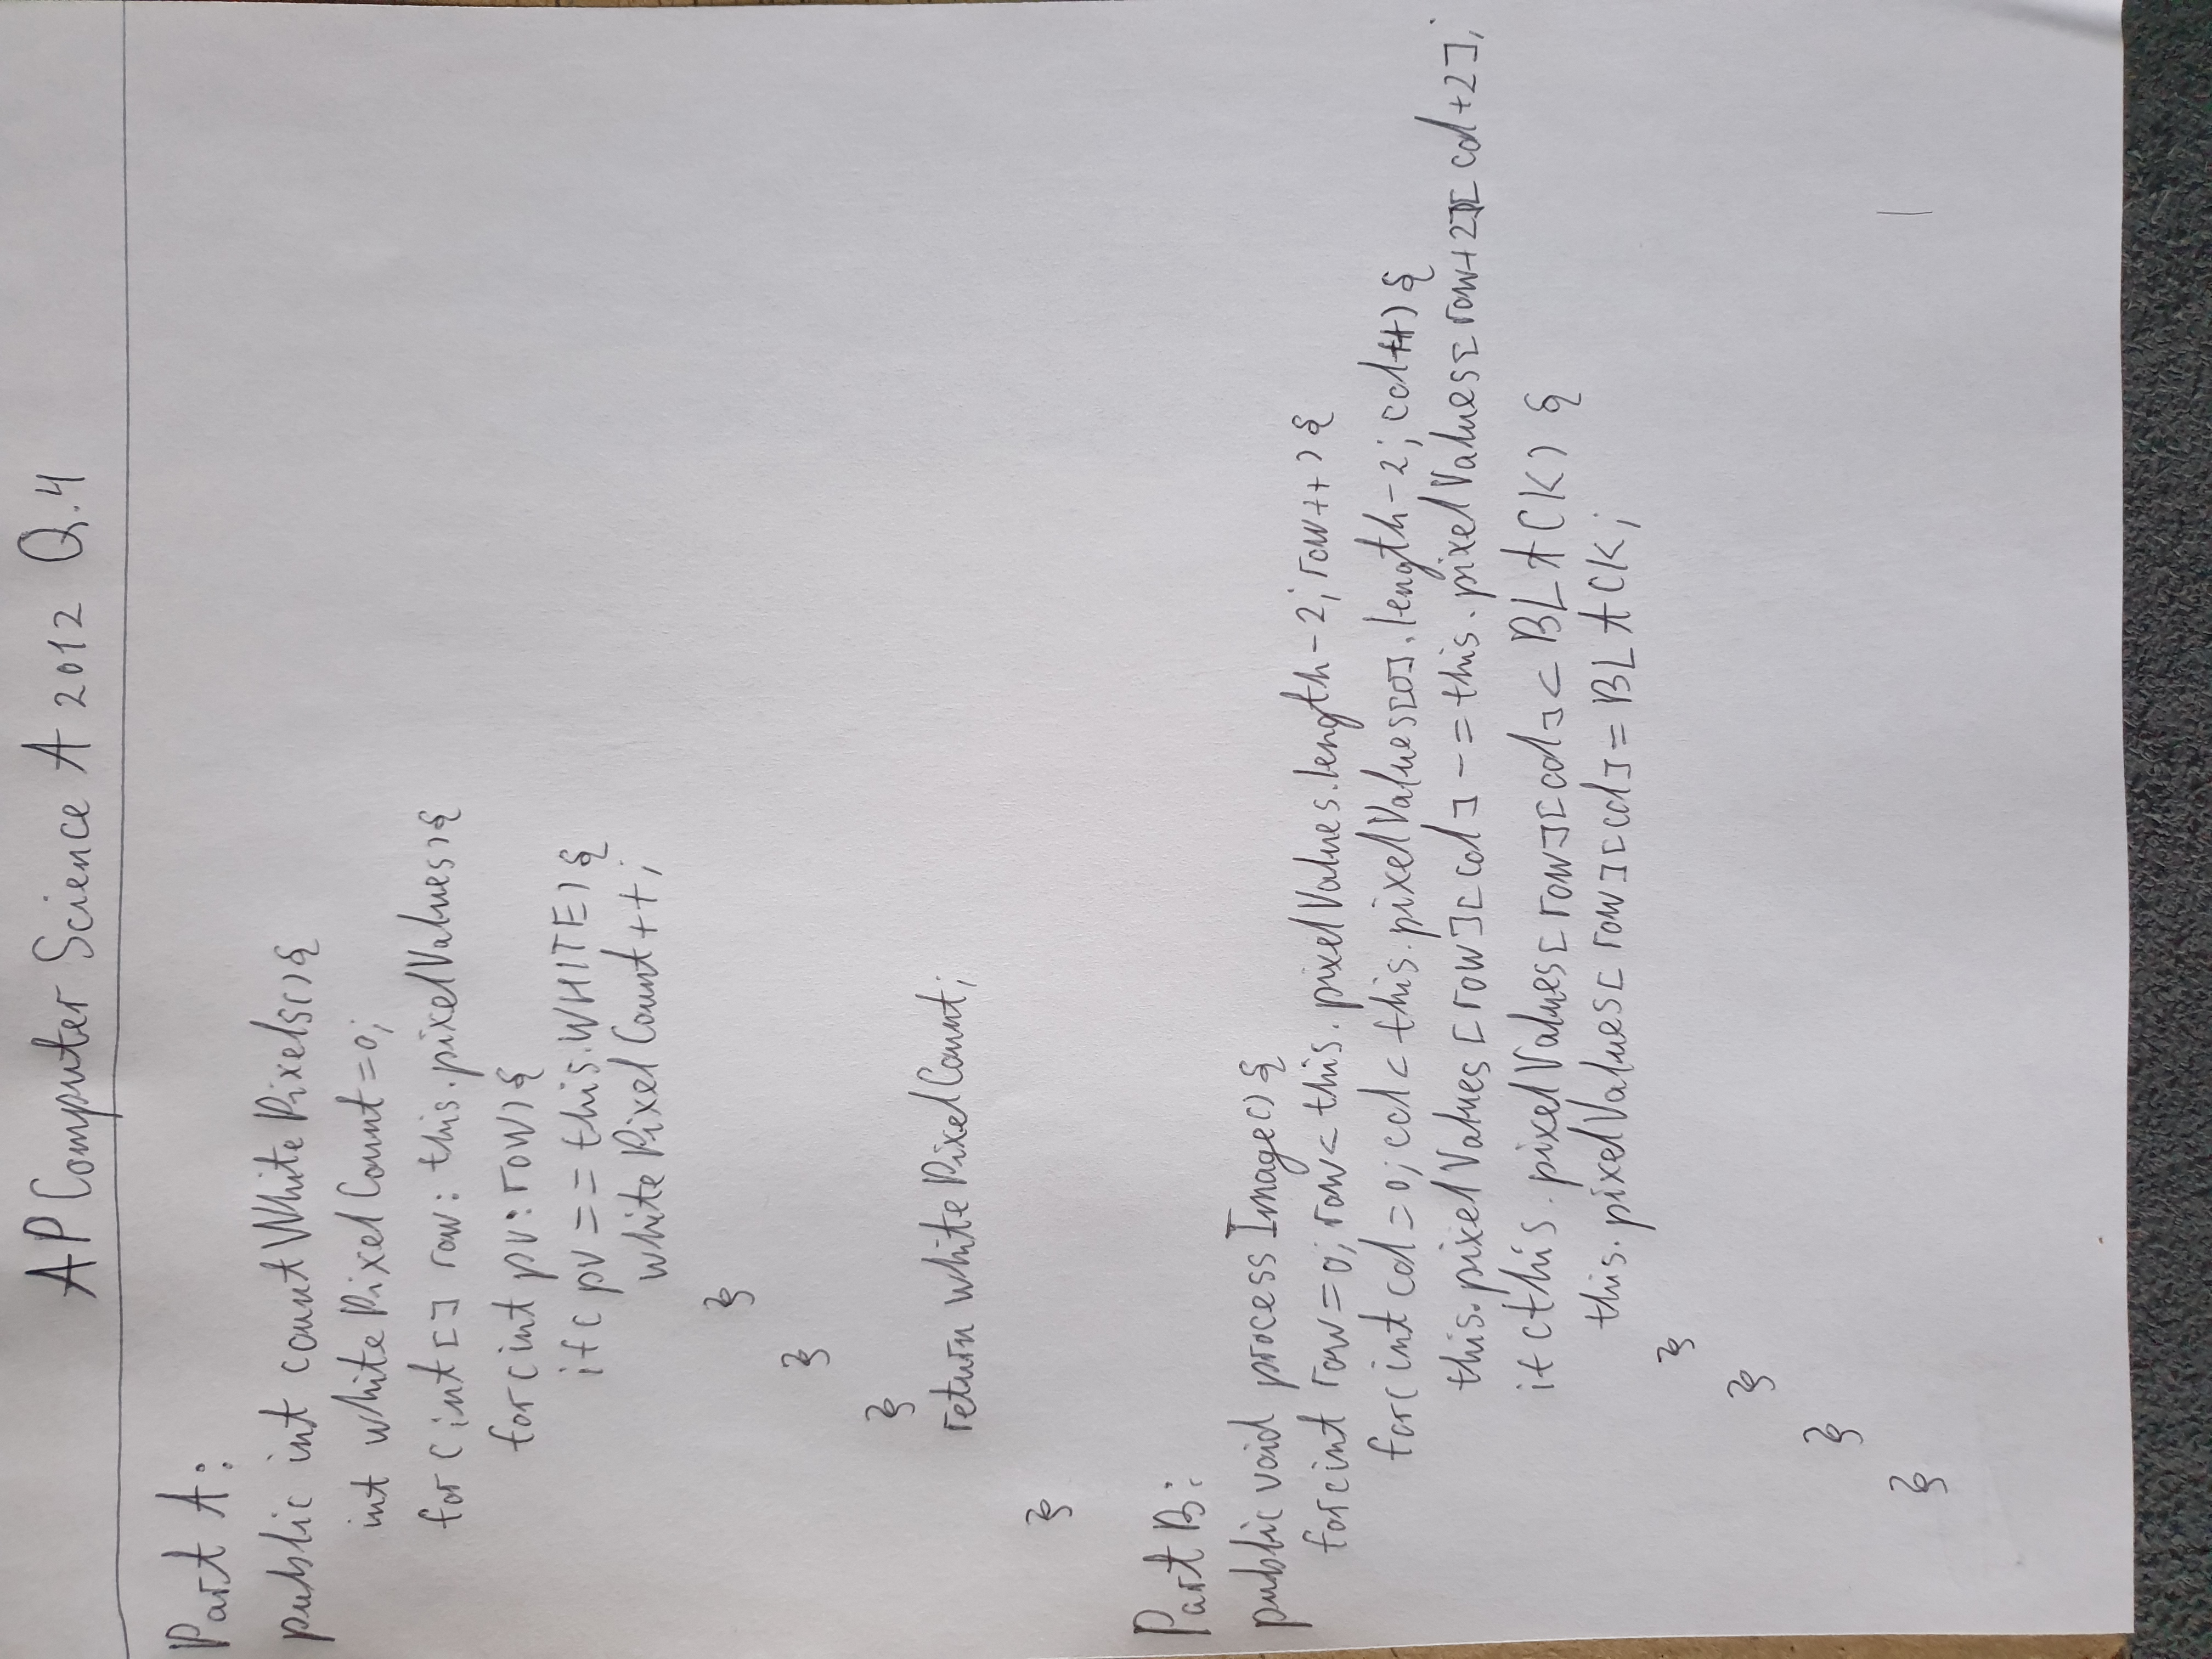 AP Computer Science A 2012 Q.4
Part A:
public int countWhitePixels(){
int whitePixelCount=0;
for(int[] row: this.pixelValues){
for(int pv: row){
if(pv == this.WHITE){
whitePixelCount++;
}
}
}
return whitePixelCount;
}
Part B:
public void processImage(){
for(int row=0; row< this.pixelValues.length-2; row++){
for(int col=0; col< this.pixelValues[0].length-2; col++){
this.pixelValues[row][col] -= this.pixelValues[row+2][col+2];
if(this.pixelValues[row][col] < BLACK) {
this.pixelValues[row][col] = BLACK;
}
}
}
}